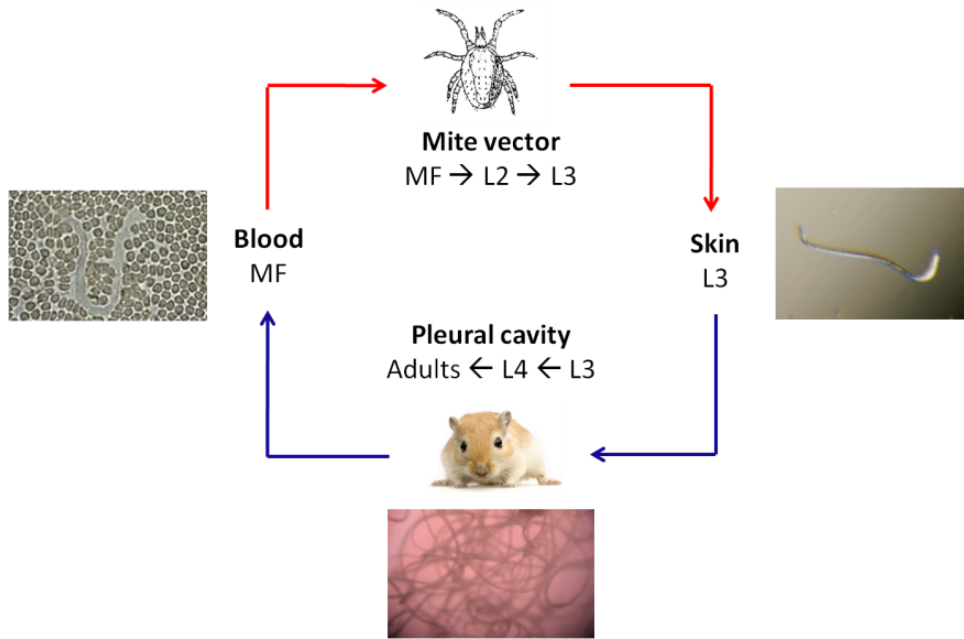 Mite vector
MF → L2 → L3
Blood
MF
Skin
L3
Pleural cavity
Adults ← L4 ← L3